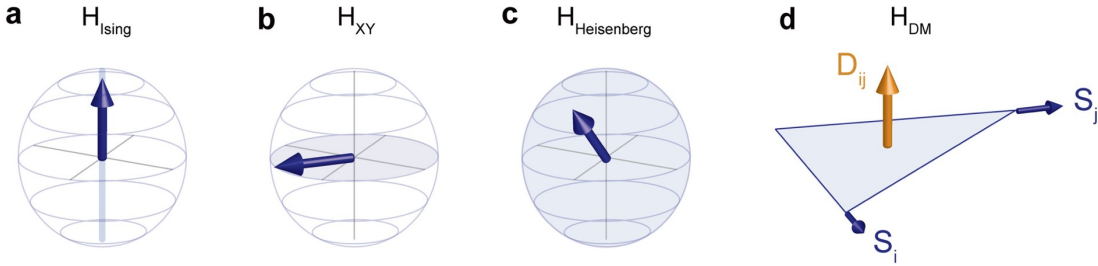 a H_Ising
b H_XY
c H_Heisenberg
d H_DM
D_ij
S_j
S_i